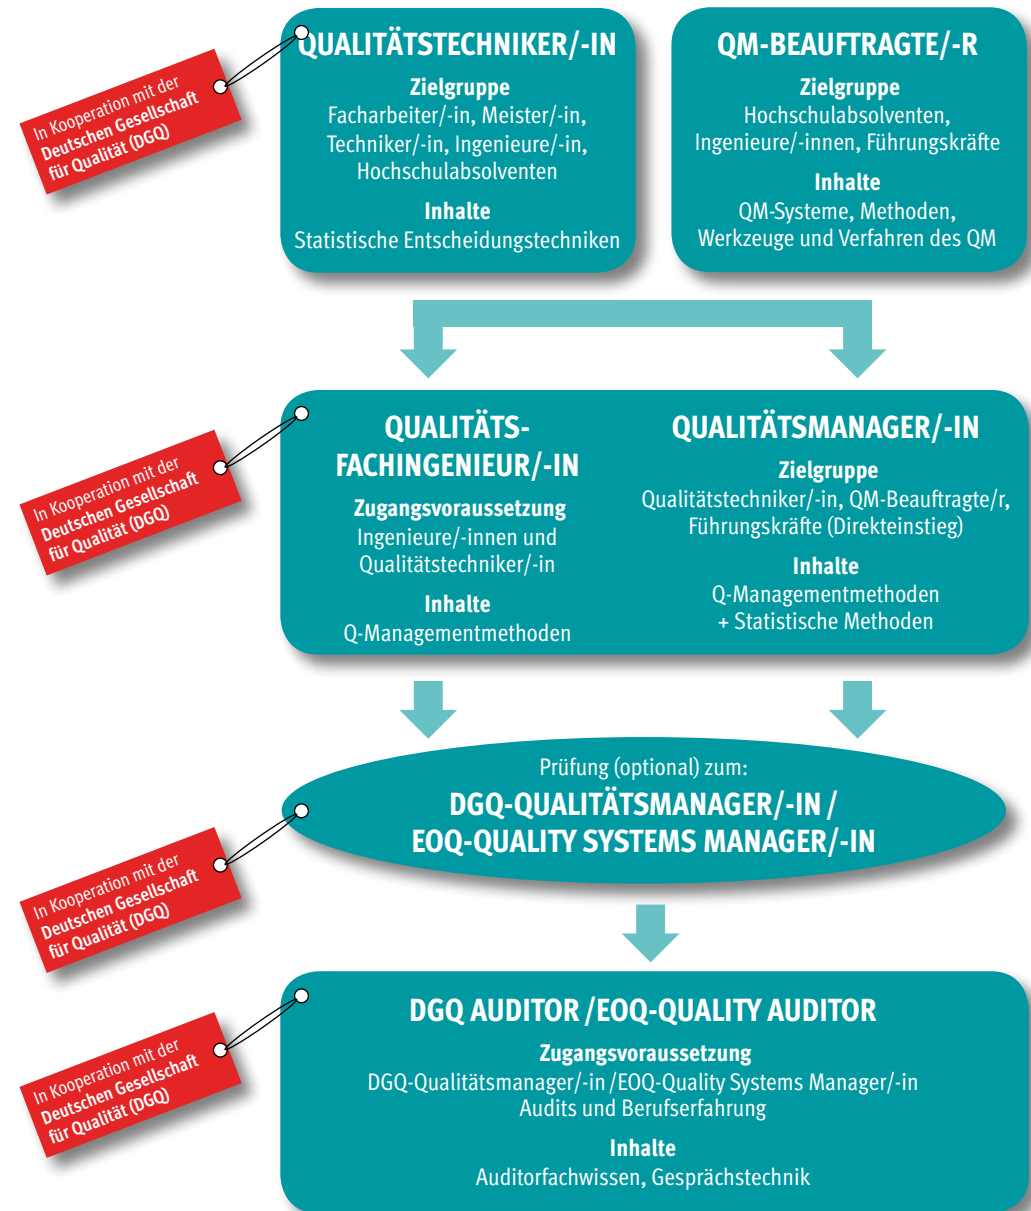 In Kooperation mit der
Deutschen Gesellschaft
für Qualität (DGQ)
QUALITÄTSTECHNIKER/-IN
Zielgruppe
Facharbeiter/-in, Meister/-in,
Techniker/-in, Ingenieure/-in,
Hochschulabsolventen
Inhalte
Statistische Entscheidungstechniken
QM-BEAUFTRAGTE/-R
Zielgruppe
Hochschulabsolventen,
Ingenieure/-innen, Führungskräfte
Inhalte
QM-Systeme, Methoden,
Werkzeuge und Verfahren des QM
In Kooperation mit der
Deutschen Gesellschaft
für Qualität (DGQ)
QUALITÄTS-
FACHINGENIEUR/-IN
Zugangsvoraussetzung
Ingenieure/-innen und
Qualitätstechniker/-in
Inhalte
Q-Managementmethoden
QUALITÄTSMANAGER/-IN
Zielgruppe
Qualitätstechniker/-in, QM-Beauftragte/r,
Führungskräfte (Direkteinstieg)
Inhalte
Q-Managementmethoden
+ Statistische Methoden
In Kooperation mit der
Deutschen Gesellschaft
für Qualität (DGQ)
Prüfung (optional) zum:
DGQ-QUALITÄTSMANAGER/-IN /
EOQ-QUALITY SYSTEMS MANAGER/-IN
In Kooperation mit der
Deutschen Gesellschaft
für Qualität (DGQ)
DGQ AUDITOR /EOQ-QUALITY AUDITOR
Zugangsvoraussetzung
DGQ-Qualitätsmanager/-in /EOQ-Quality Systems Manager/-in
Audits und Berufserfahrung
Inhalte
Auditorfachwissen, Gesprächstechnik